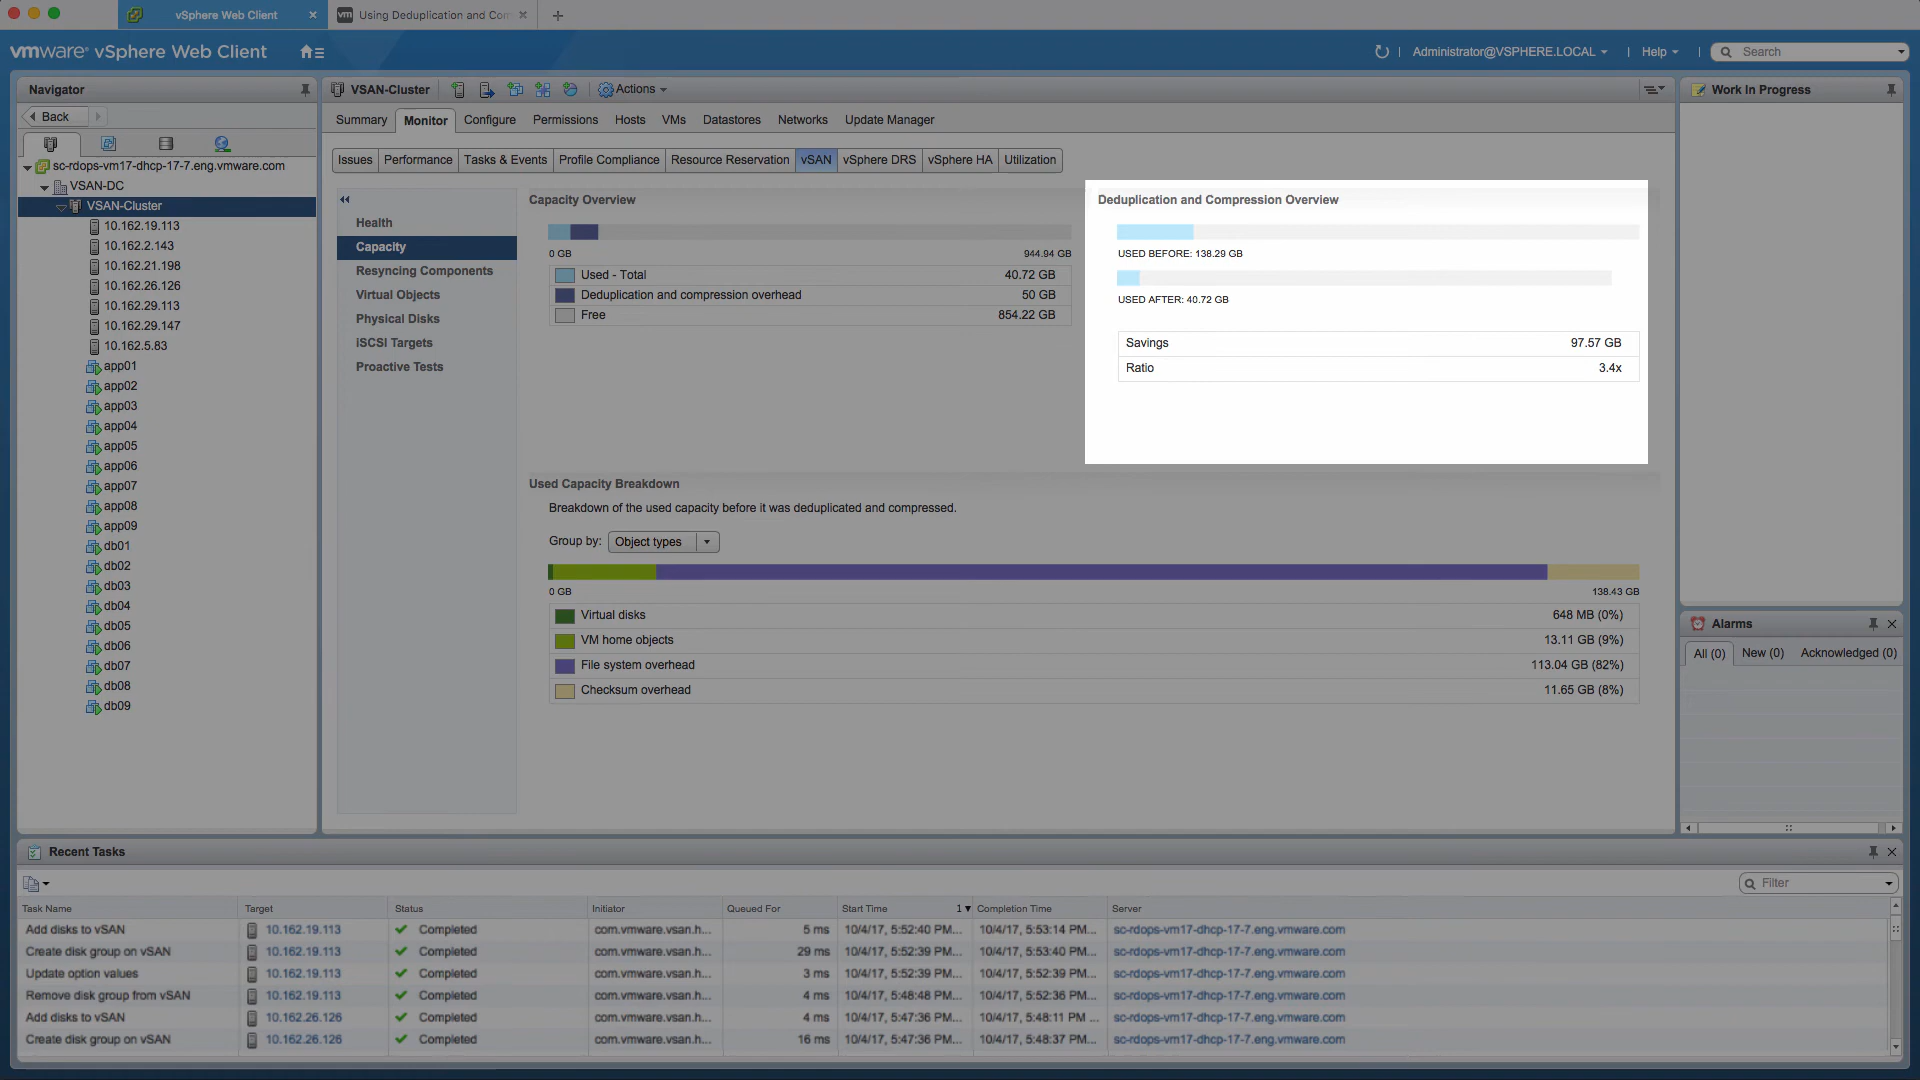 vSphere Web Client
Using Deduplication and Com
vmware® vSphere Web Client
Administrator@VSPHERE.LOCAL
Help
Search
Navigator
Back
sc-rdops-vm17-dhcp-17-7.eng.vmware.com
VSAN-DC
VSAN-Cluster
10.162.19.113
10.162.2.143
10.162.21.198
10.162.26.126
10.162.29.113
10.162.29.147
10.162.5.83
app01
app02
app03
app04
app05
app06
app07
app08
app09
db01
db02
db03
db04
db05
db06
db07
db08
db09
VSAN-Cluster
Actions
Summary Monitor Configure Permissions Hosts VMs Datastores Networks Update Manager
Issues Performance Tasks & Events Profile Compliance Resource Reservation vSAN vSphere DRS vSphere HA Utilization
Health
Capacity
Resyncing Components
Virtual Objects
Physical Disks
iSCSI Targets
Proactive Tests
Capacity Overview
0 GB 944.94 GB
Used - Total 40.72 GB
Deduplication and compression overhead 50 GB
Free 854.22 GB
Deduplication and Compression Overview
USED BEFORE: 138.29 GB
USED AFTER: 40.72 GB
Savings 97.57 GB
Ratio 3.4x
Used Capacity Breakdown
Breakdown of the used capacity before it was deduplicated and compressed.
Group by: Object types
0 GB 138.43 GB
Virtual disks 648 MB (0%)
VM home objects 13.11 GB (9%)
File system overhead 113.04 GB (82%)
Checksum overhead 11.65 GB (8%)
Work In Progress
Alarms
All (0) New (0) Acknowledged (0)
Recent Tasks
Filter
Task Name Target Status Initiator Queued For Start Time 1 Completion Time Server
Add disks to vSAN 10.162.19.113 Completed com.vmware.vsan.h... 5 ms 10/4/17, 5:52:40 PM... 10/4/17, 5:53:14 PM... sc-rdops-vm17-dhcp-17-7.eng.vmware.com
Create disk group on vSAN 10.162.19.113 Completed com.vmware.vsan.h... 29 ms 10/4/17, 5:52:39 PM... 10/4/17, 5:53:40 PM... sc-rdops-vm17-dhcp-17-7.eng.vmware.com
Update option values 10.162.19.113 Completed com.vmware.vsan.h... 3 ms 10/4/17, 5:52:39 PM... 10/4/17, 5:52:39 PM... sc-rdops-vm17-dhcp-17-7.eng.vmware.com
Remove disk group from vSAN 10.162.19.113 Completed com.vmware.vsan.h... 4 ms 10/4/17, 5:48:48 PM... 10/4/17, 5:52:36 PM... sc-rdops-vm17-dhcp-17-7.eng.vmware.com
Add disks to vSAN 10.162.26.126 Completed com.vmware.vsan.h... 4 ms 10/4/17, 5:47:36 PM... 10/4/17, 5:48:11 PM ... sc-rdops-vm17-dhcp-17-7.eng.vmware.com
Create disk group on vSAN 10.162.26.126 Completed com.vmware.vsan.h... 16 ms 10/4/17, 5:47:36 PM... 10/4/17, 5:48:37 PM... sc-rdops-vm17-dhcp-17-7.eng.vmware.com